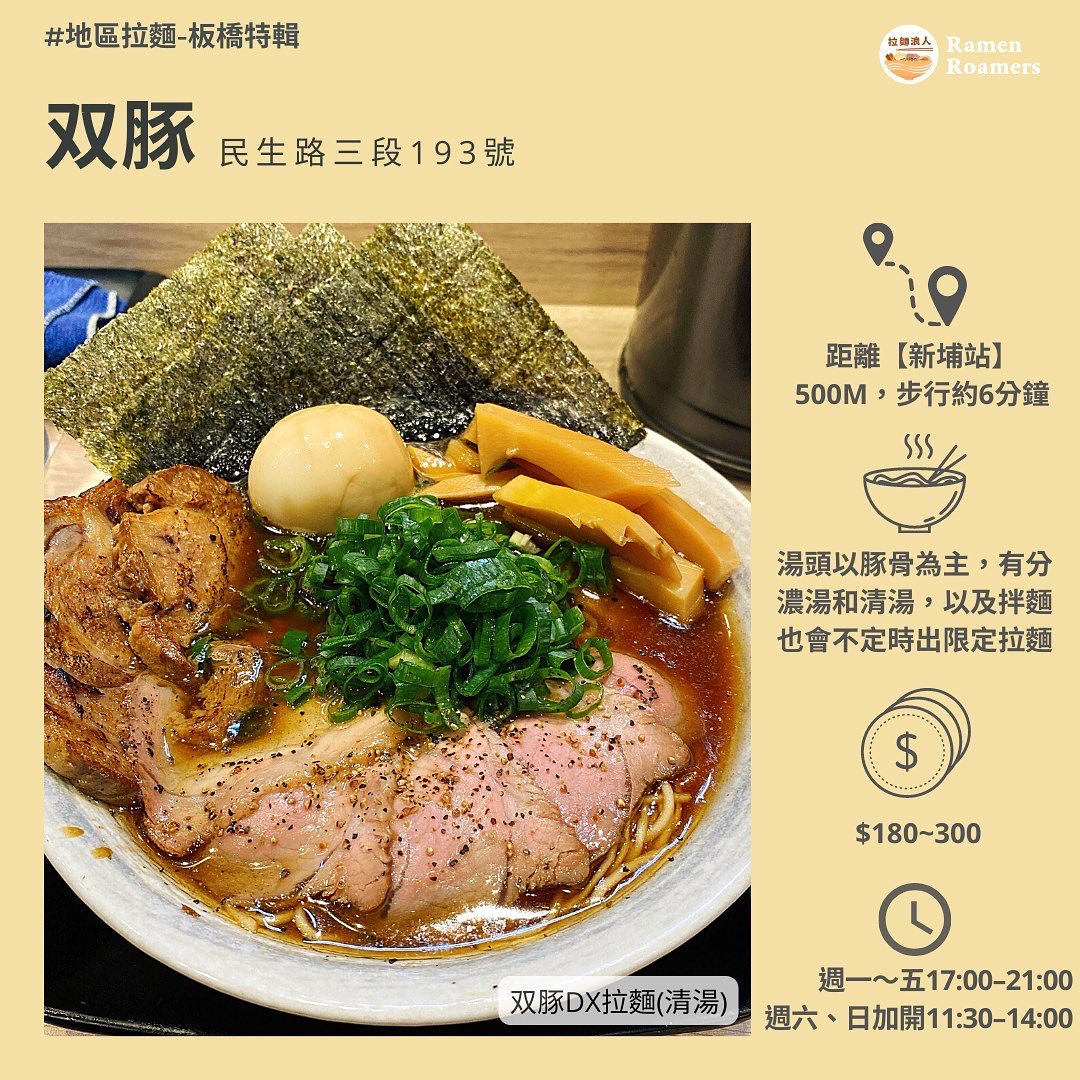 #地區拉麵-板橋特輯
拉麵浪人
Ramen
Roamers
双豚 民生路三段193號
距離【新埔站】
500M，步行約6分鐘
湯頭以豚骨為主，有分
濃湯和清湯，以及拌麵
也會不定時出限定拉麵
$
$180~300
週一～五17:00–21:00
週六、日加開11:30–14:00
双豚DX拉麵(清湯)